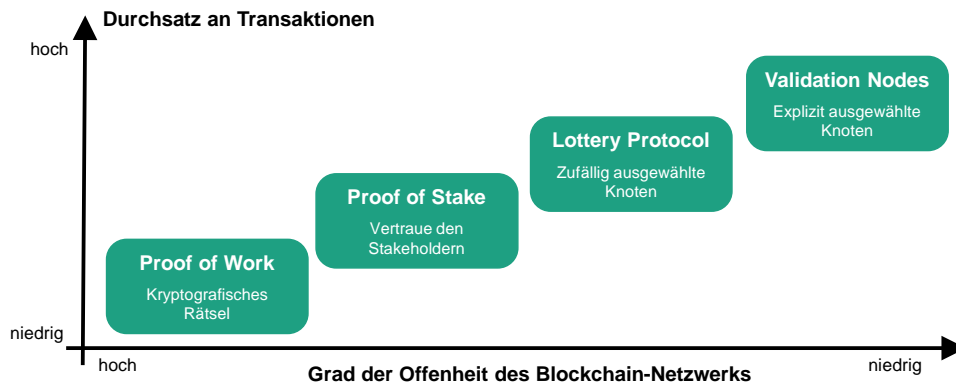 Durchsatz an Transaktionen
hoch
Validation Nodes
Explizit ausgewählte
Knoten
Lottery Protocol
Zufällig ausgewählte
Knoten
Proof of Stake
Vertraue den
Stakeholdern
Proof of Work
Kryptografisches
Rätsel
niedrig
hoch
niedrig
Grad der Offenheit des Blockchain-Netzwerks